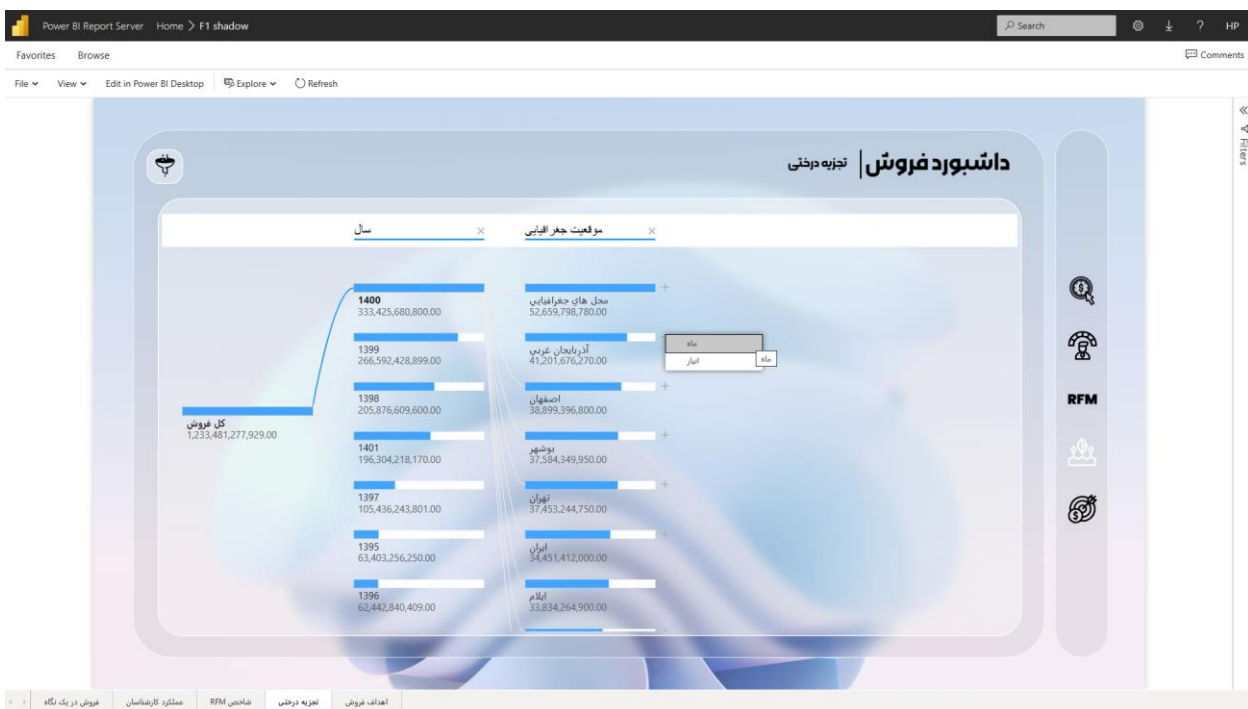 Power BI Report Server Home > F1 shadow
Search
? HP
Favorites Browse
Comments
File View Edit in Power BI Desktop Explore Refresh
Filters
داشبورد فروش | تجزیه درختی
سال
موقعیت جغرافیایی
کل فروش
1,233,481,277,929.00
1400
333,425,680,800.00
1399
266,592,428,899.00
1398
205,876,609,600.00
1401
196,304,218,170.00
1397
105,436,243,801.00
1395
63,403,256,250.00
1396
62,442,840,409.00
محل هاي جغرافيايي
52,659,798,780.00
آذربايجان غربي
41,201,676,270.00
اصفهان
38,899,396,800.00
بوشهر
37,584,349,950.00
تهران
37,453,244,750.00
ايران
34,451,412,000.00
ايلام
33,834,264,900.00
ماه
انبار
ماه
RFM
فروش در یک نگاه
عملکرد کارشناسان
شاخص RFM
تجزیه درختی
اهداف فروش